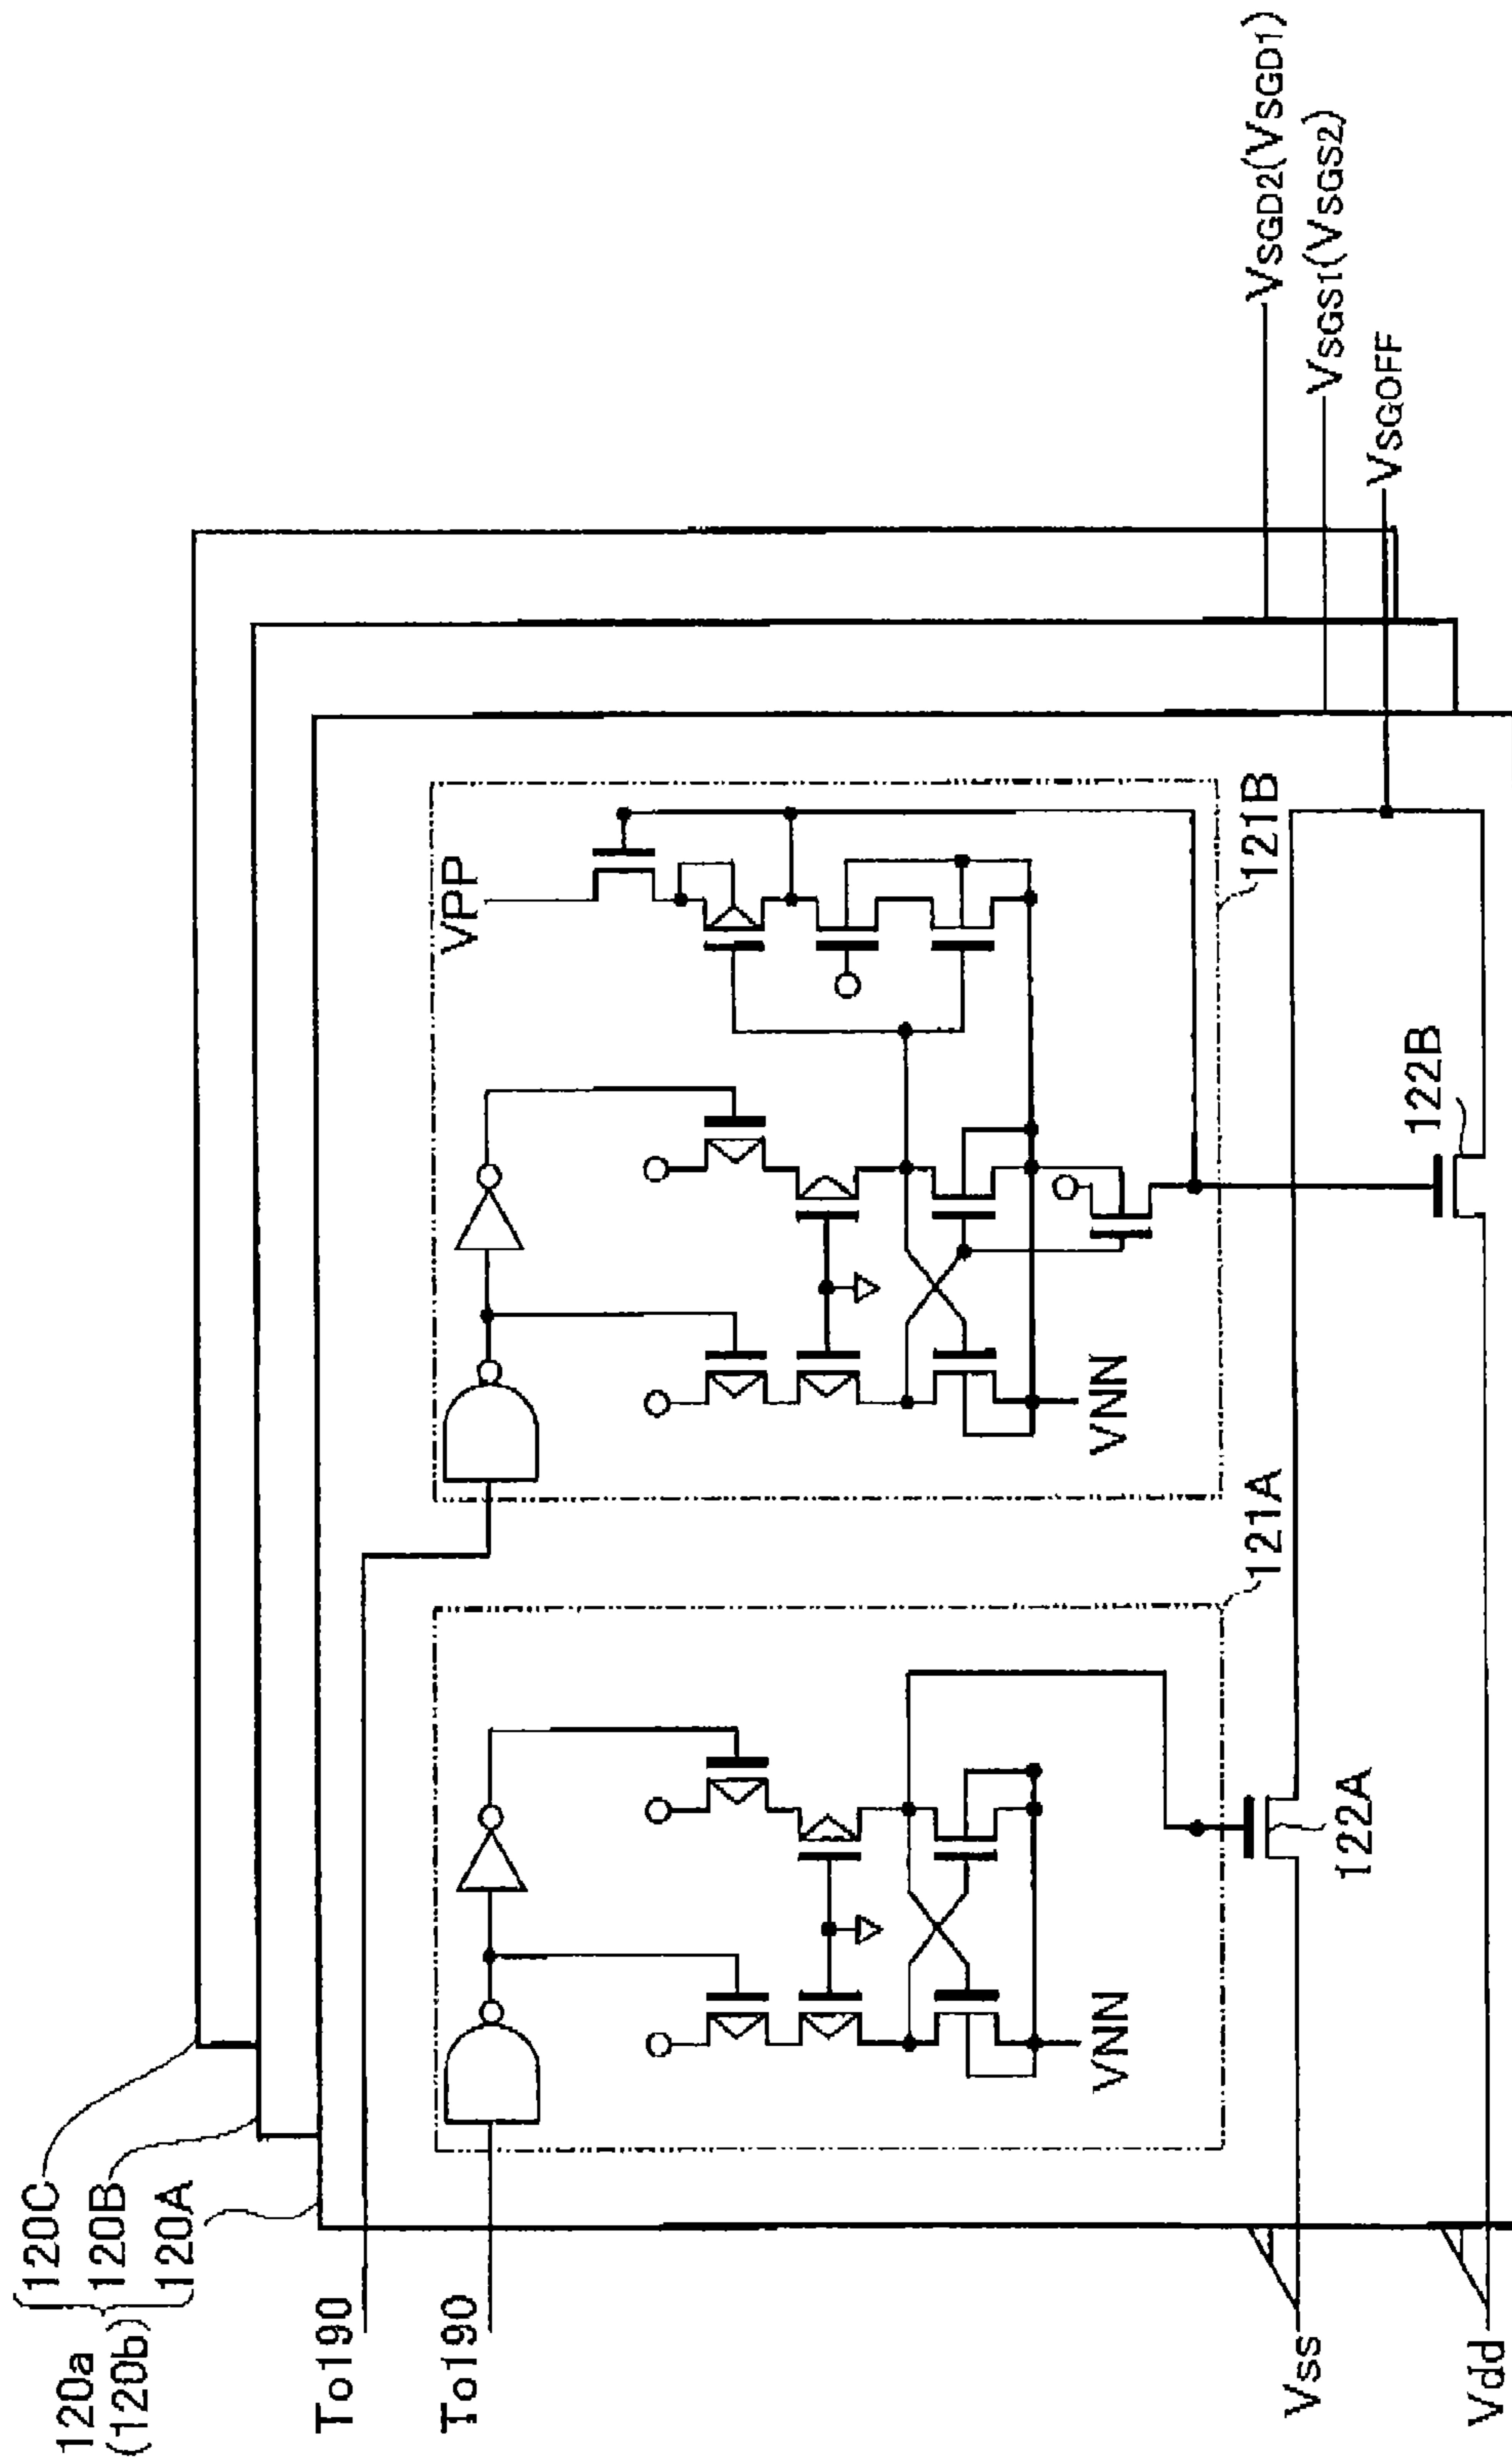 120a
(120b)
120C
120B
120A
To190
To190
Vss
Vdd
VNN
121A
122A
VPP
VNN
121B
122B
VSGD2(VSGD1)
VSGS1(VSGS2)
VSGOFF